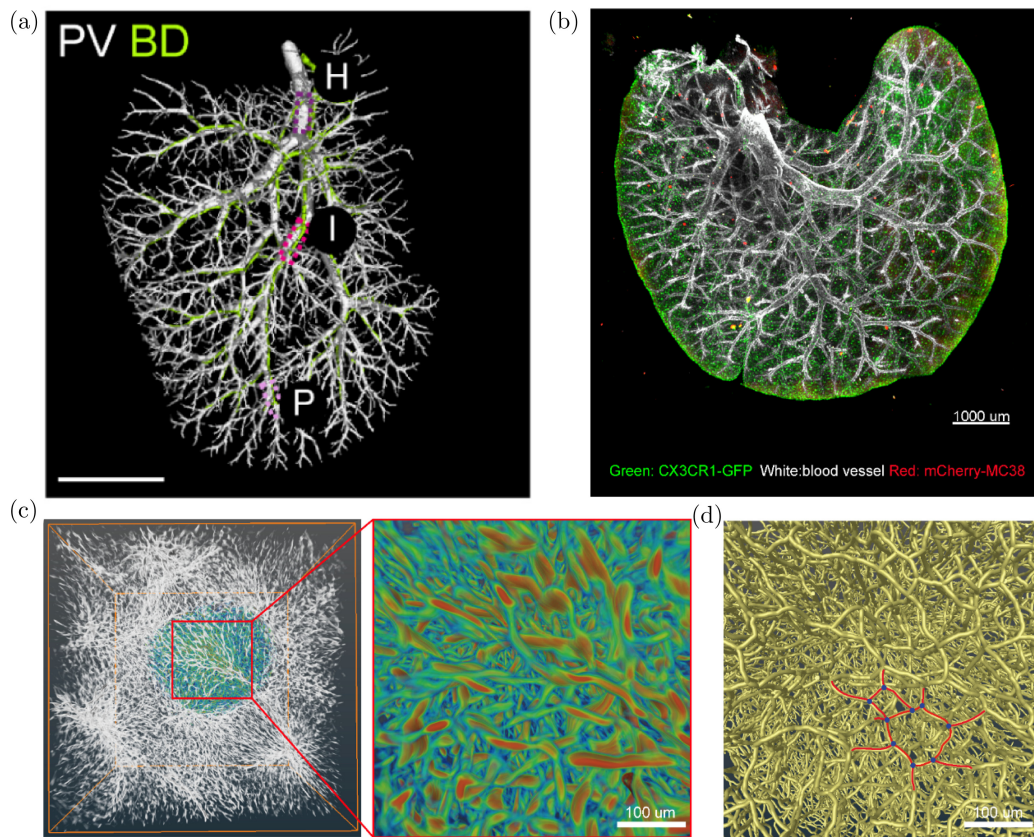 (a)
PV BD
H
I
P
(b)
1000 um
Green: CX3CR1-GFP White:blood vessel Red: mCherry-MC38
(c)
100 um
(d)
100 um